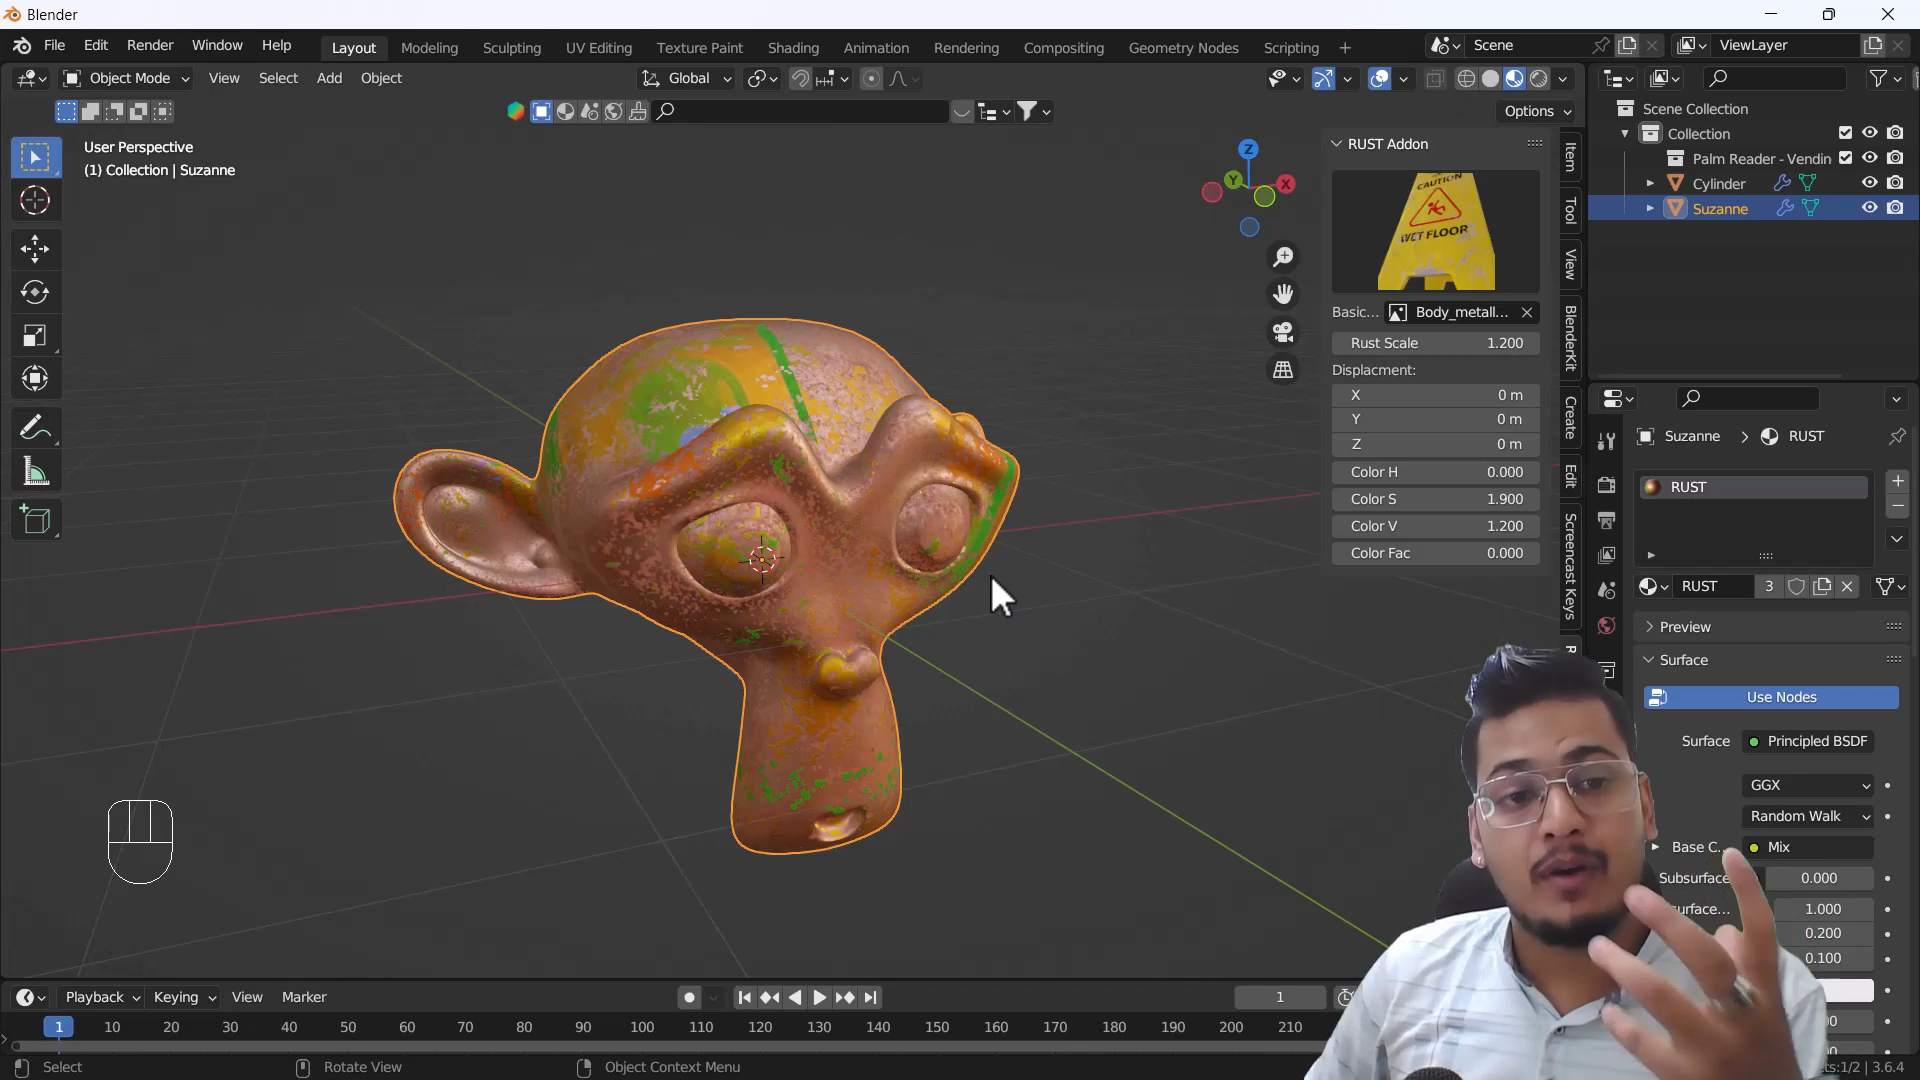 Blender
File Edit Render Window Help
Layout Modeling Sculpting UV Editing Texture Paint Shading Animation Rendering Compositing Geometry Nodes Scripting +
Scene
ViewLayer
Object Mode View Select Add Object
Global
Options
User Perspective
(1) Collection | Suzanne
Z
Y
X
RUST Addon
CAUTION
WET FLOOR
Basic... Body_metall...
Rust Scale 1.200
Displacment:
X 0 m
Y 0 m
Z 0 m
Color H 0.000
Color S 1.900
Color V 1.200
Color Fac 0.000
Item
Tool
View
BlenderKit
Create
Edit
Screencast Keys
Scene Collection
Collection
Palm Reader - Vendin
Cylinder
Suzanne
Suzanne > RUST
RUST
RUST 3
Preview
Surface
Use Nodes
Surface Principled BSDF
GGX
Random Walk
Base C... Mix
Subsurface 0.000
1.000
0.200
0.100
Playback Keying View Marker
1
1 10 20 30 40 50 60 70 80 90 100 110 120 130 140 150 160 170 180 190 200 210
Select Rotate View Object Context Menu
ts:1/2 | 3.6.4